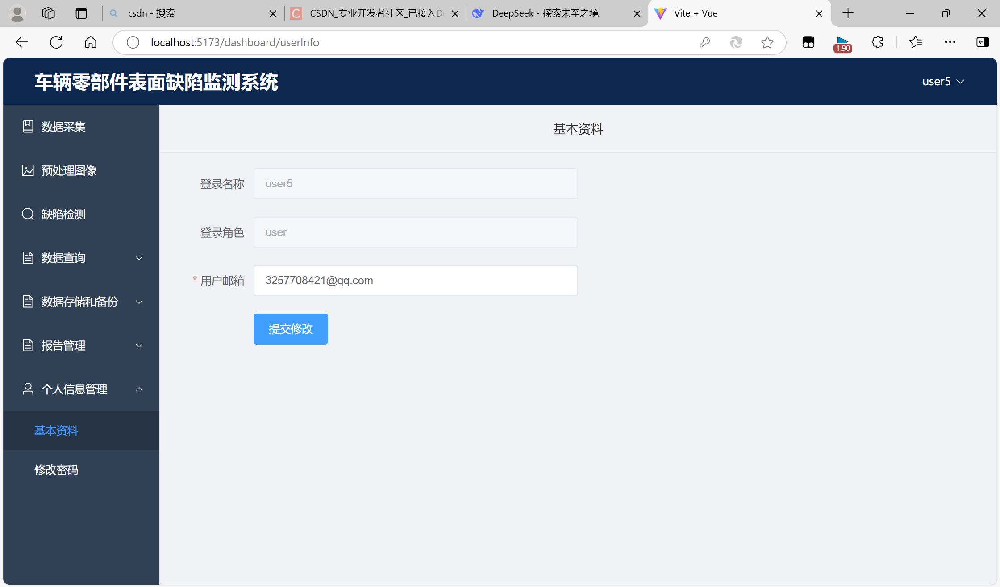 csdn - 搜索
CSDN_专业开发者社区_已接入D
DeepSeek - 探索未至之境
Vite + Vue
localhost:5173/dashboard/userInfo
1.90
车辆零部件表面缺陷监测系统
user5
数据采集
预处理图像
缺陷检测
数据查询
数据存储和备份
报告管理
个人信息管理
基本资料
修改密码
基本资料
登录名称 user5
登录角色 user
* 用户邮箱 3257708421@qq.com
提交修改